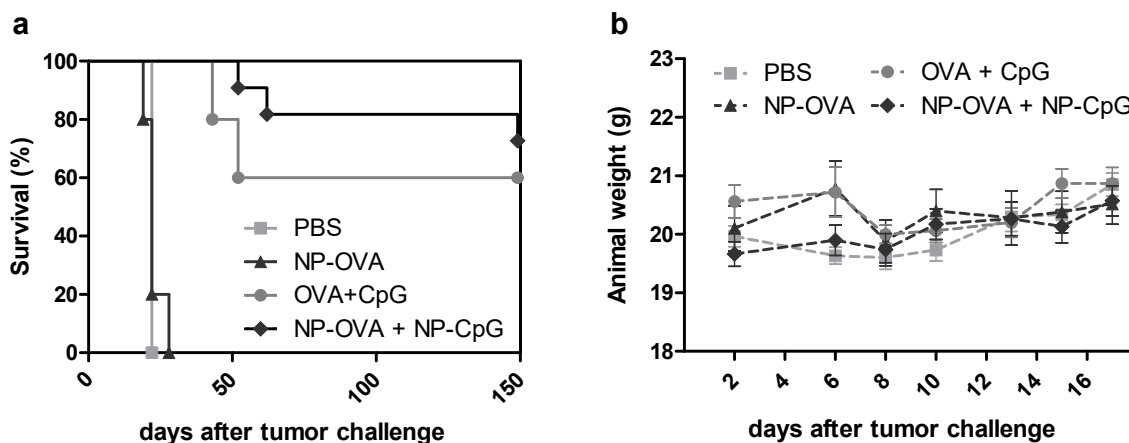 a
Survival (%)
100
80
60
40
20
0
PBS
NP-OVA
OVA+CpG
NP-OVA + NP-CpG
0
50
100
150
days after tumor challenge
b
Animal weight (g)
23
22
21
20
19
18
PBS
OVA + CpG
NP-OVA
NP-OVA + NP-CpG
2
4
6
8
10
12
14
16
days after tumor challenge